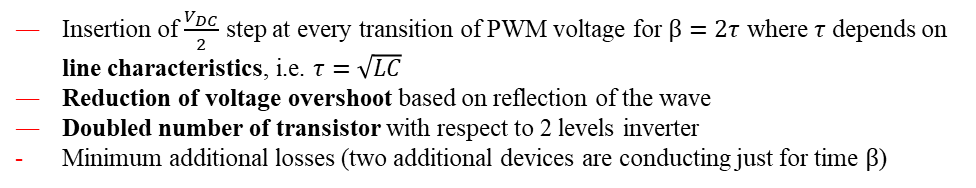 — Insertion of V_DC/2 step at every transition of PWM voltage for β = 2τ where τ depends on
line characteristics, i.e. τ = √LC
— Reduction of voltage overshoot based on reflection of the wave
— Doubled number of transistor with respect to 2 levels inverter
- Minimum additional losses (two additional devices are conducting just for time β)